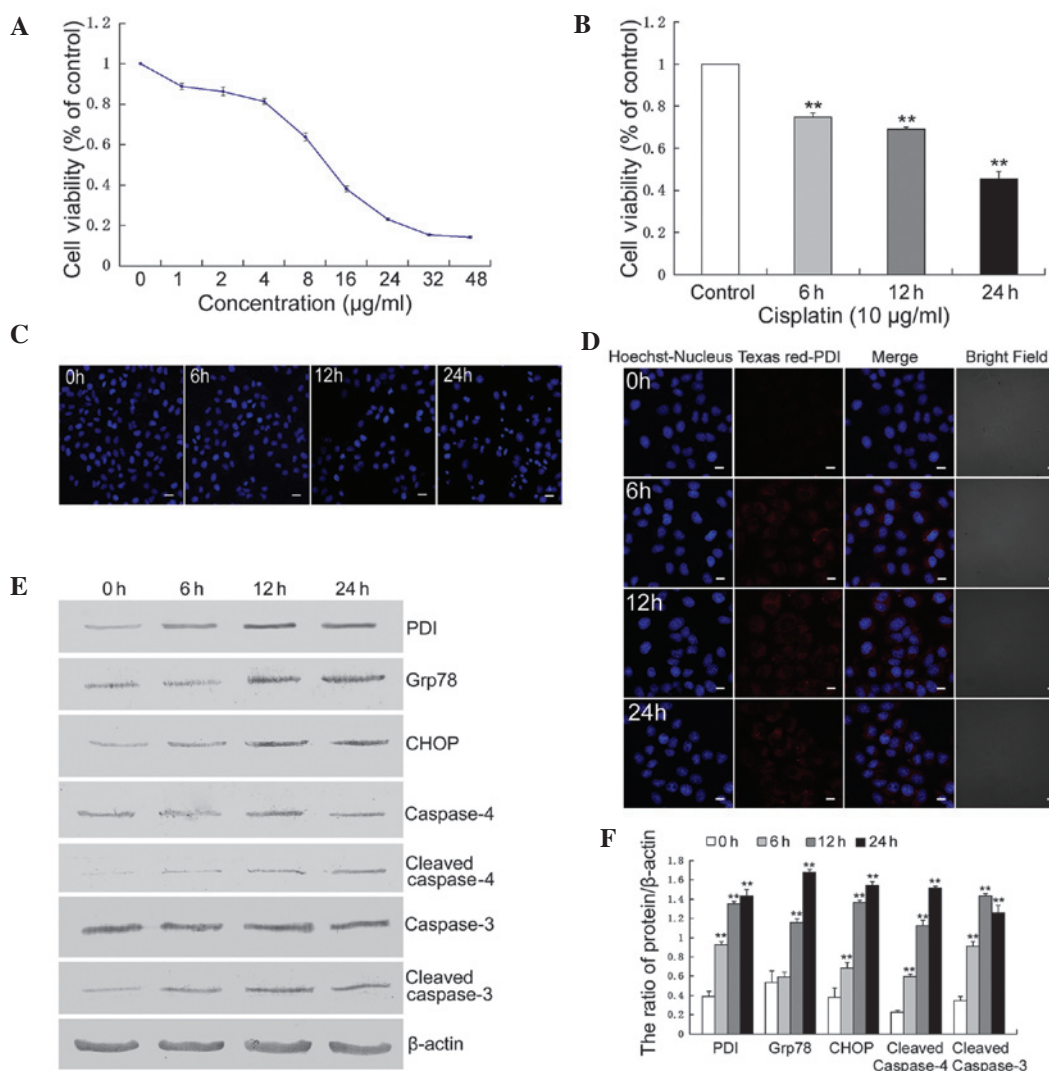 A
1.2
1
0.8
0.6
0.4
0.2
0
Cell viability (% of control)
0 1 2 4 8 16 24 32 48
Concentration (µg/ml)
B
1.2
1
0.8
0.6
0.4
0.2
0
Cell viability (% of control)
** ** **
Control 6 h 12 h 24 h
Cisplatin (10 µg/ml)
C
0h 6h 12h 24h
D
Hoechst-Nucleus Texas red-PDI Merge Bright Field
0h
6h
12h
24h
E
0 h 6 h 12 h 24 h
PDI
Grp78
CHOP
Caspase-4
Cleaved
caspase-4
Caspase-3
Cleaved
caspase-3
β-actin
F
0 h 6 h 12 h 24 h
1.8
1.6
1.4
1.2
1
0.8
0.6
0.4
0.2
0
The ratio of protein/β-actin
** ** ** ** ** ** ** ** ** ** ** ** ** **
PDI Grp78 CHOP Cleaved Cleaved
Caspase-4 Caspase-3